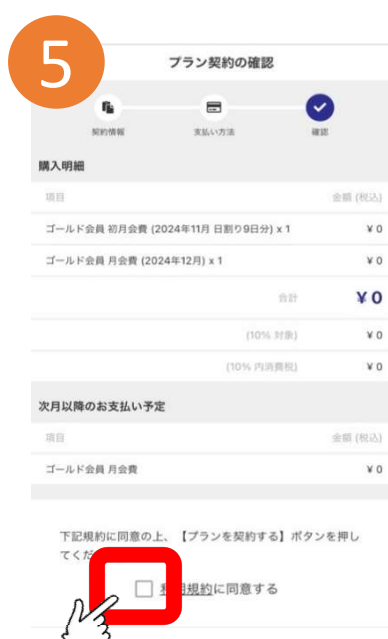 5
プラン契約の確認
契約情報 支払い方法 確認
購入明細
項目 金額 (税込)
ゴールド会員 初月会費 (2024年11月 日割り9日分) x 1 ¥ 0
ゴールド会員 月会費 (2024年12月) x 1 ¥ 0
合計 ¥ 0
(10% 対象) ¥ 0
(10% 内消費税) ¥ 0
次月以降のお支払い予定
項目 金額 (税込)
ゴールド会員 月会費 ¥ 0
下記規約に同意の上、【プランを契約する】ボタンを押し
てくだ
用規約に同意する